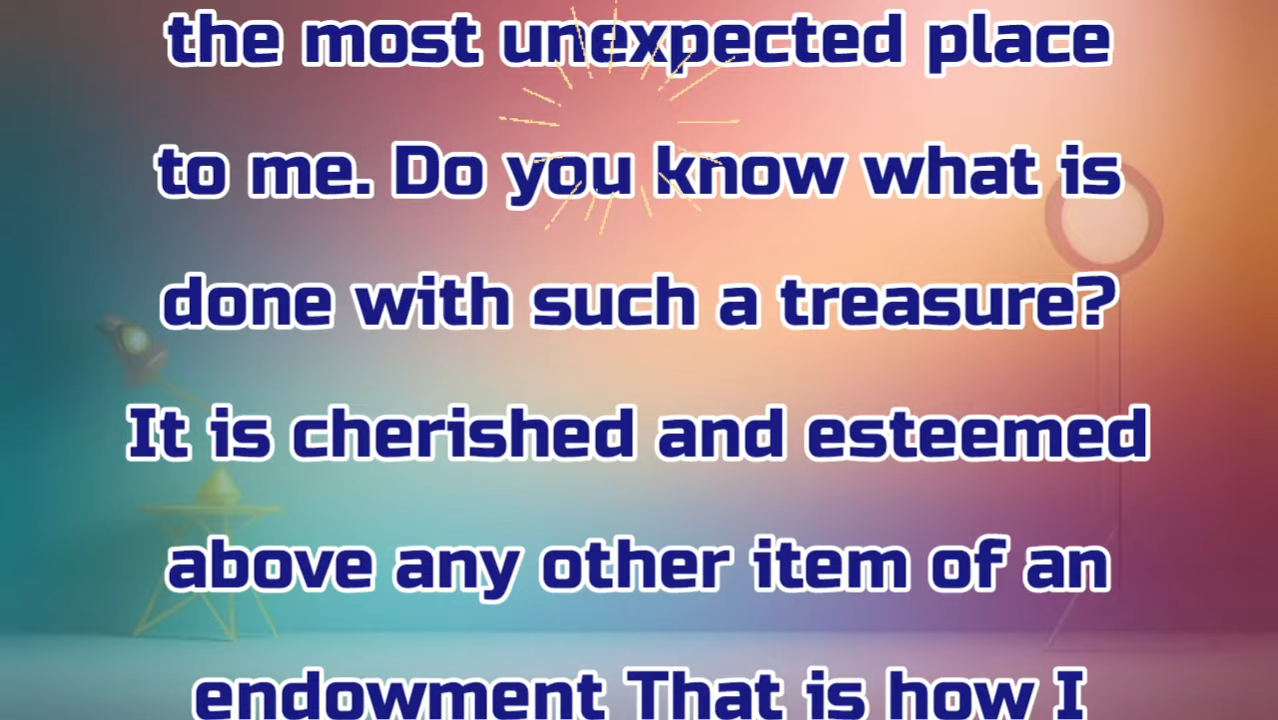 the most unexpected place
to me. Do you know what is
done with such a treasure?
It is cherished and esteemed
above any other item of an
endowment That is how I